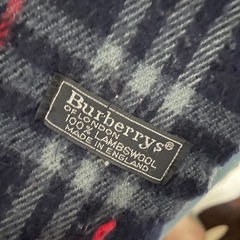 Burberrys®
OF LONDON
100% LAMBSWOOL
MADE IN ENGLAND